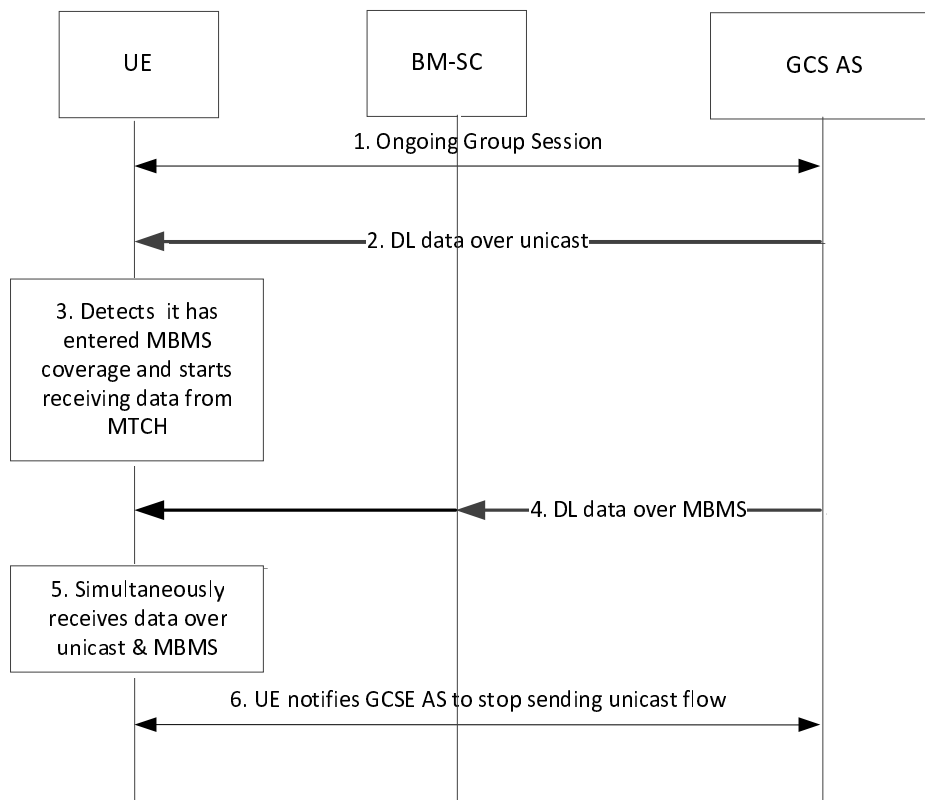 UE
BM-SC
GCS AS
1. Ongoing Group Session
2. DL data over unicast
3. Detects it has
entered MBMS
coverage and starts
receiving data from
MTCH
4. DL data over MBMS
5. Simultaneously
receives data over
unicast & MBMS
6. UE notifies GCSE AS to stop sending unicast flow